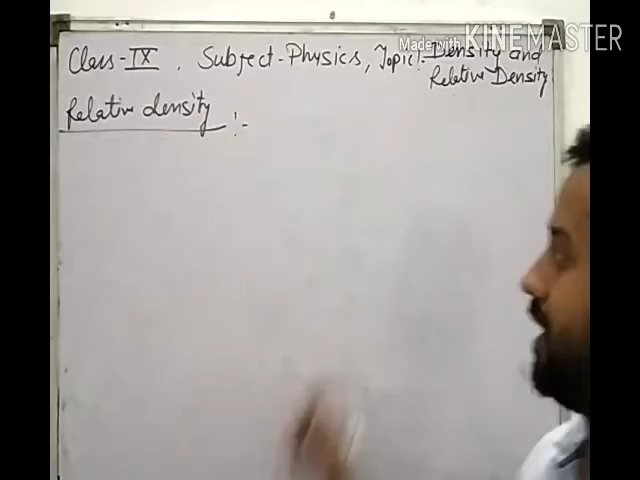 Made with KINEMASTER
Class-IX. Subject-Physics, Topic:- Density and
Relative Density
Relative density :-